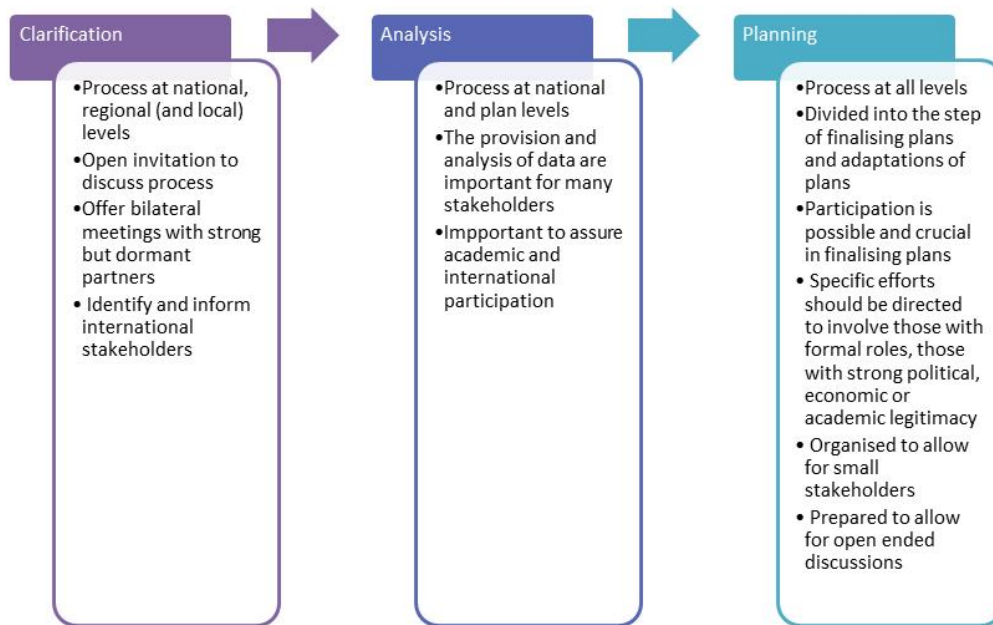 Clarification
•Process at national,
regional (and local)
levels
•Open invitation to
discuss process
•Offer bilateral
meetings with strong
but dormant
partners
• Identify and inform
international
stakeholders
Analysis
•Process at national
and plan levels
•The provision and
analysis of data are
important for many
stakeholders
•Impportant to assure
academic and
international
participation
Planning
•Process at all levels
•Divided into the step
of finalising plans
and adaptations of
plans
•Participation is
possible and crucial
in finalising plans
• Specific efforts
should be directed
to involve those with
formal roles, those
with strong political,
economic or
academic legitimacy
• Organised to allow
for small
stakeholders
• Prepared to allow
for open ended
discussions